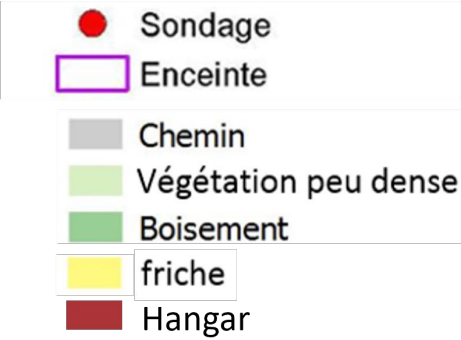 Sondage
Enceinte
Chemin
Végétation peu dense
Boisement
friche
Hangar